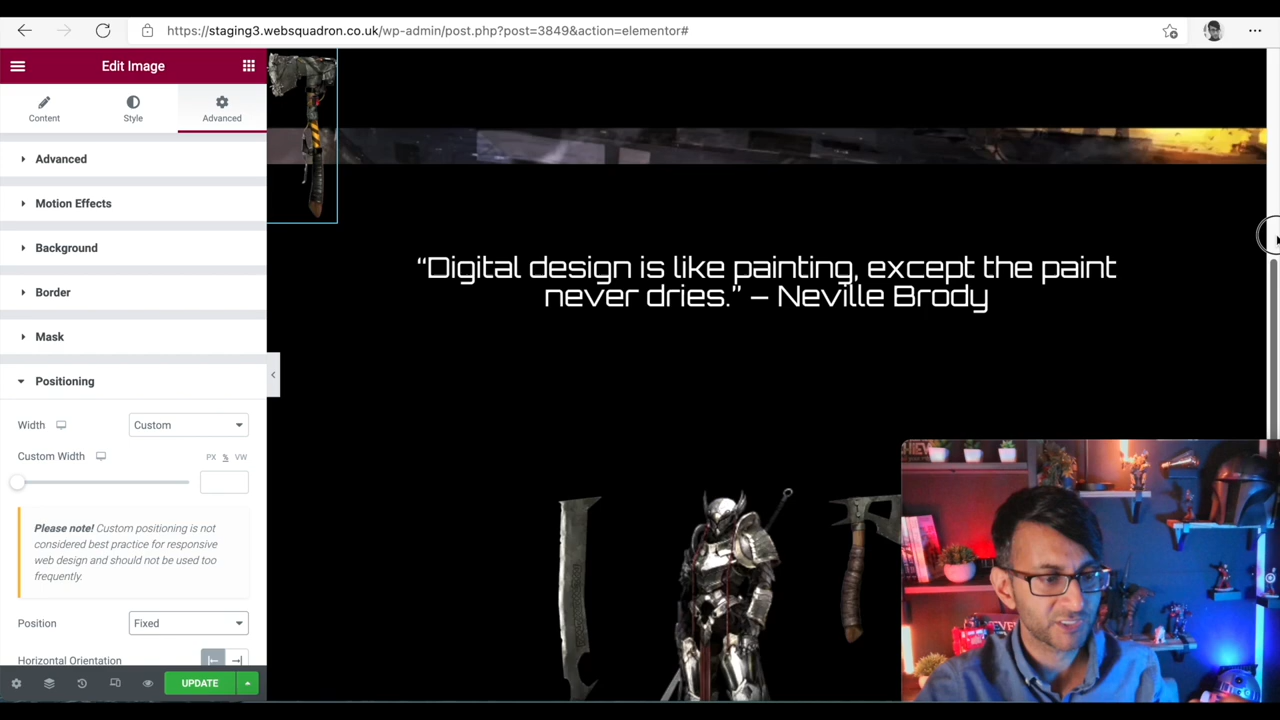 https://staging3.websquadron.co.uk/wp-admin/post.php?post=3849&action=elementor#
Edit Image
Content
Style
Advanced
Advanced
Motion Effects
Background
Border
Mask
Positioning
Width
Custom
Custom Width
PX
%
VW
Please note! Custom positioning is not
considered best practice for responsive
web design and should not be used too
frequently.
Position
Fixed
Horizontal Orientation
UPDATE
“Digital design is like painting, except the paint
never dries.” – Neville Brody